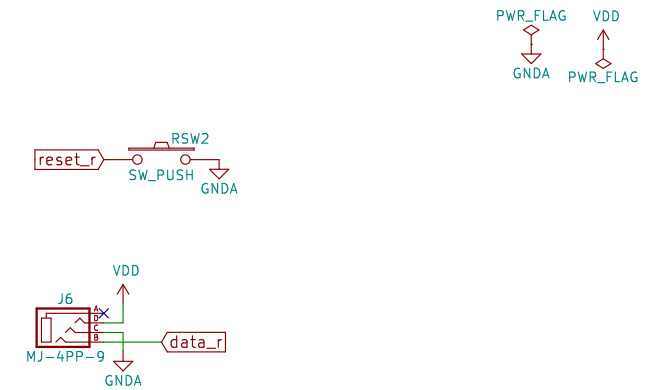 PWR_FLAG VDD
GNDA PWR_FLAG
RSW2
reset_r
SW_PUSH
GNDA
VDD
J6
A
D
C
B
data_r
MJ-4PP-9
GNDA